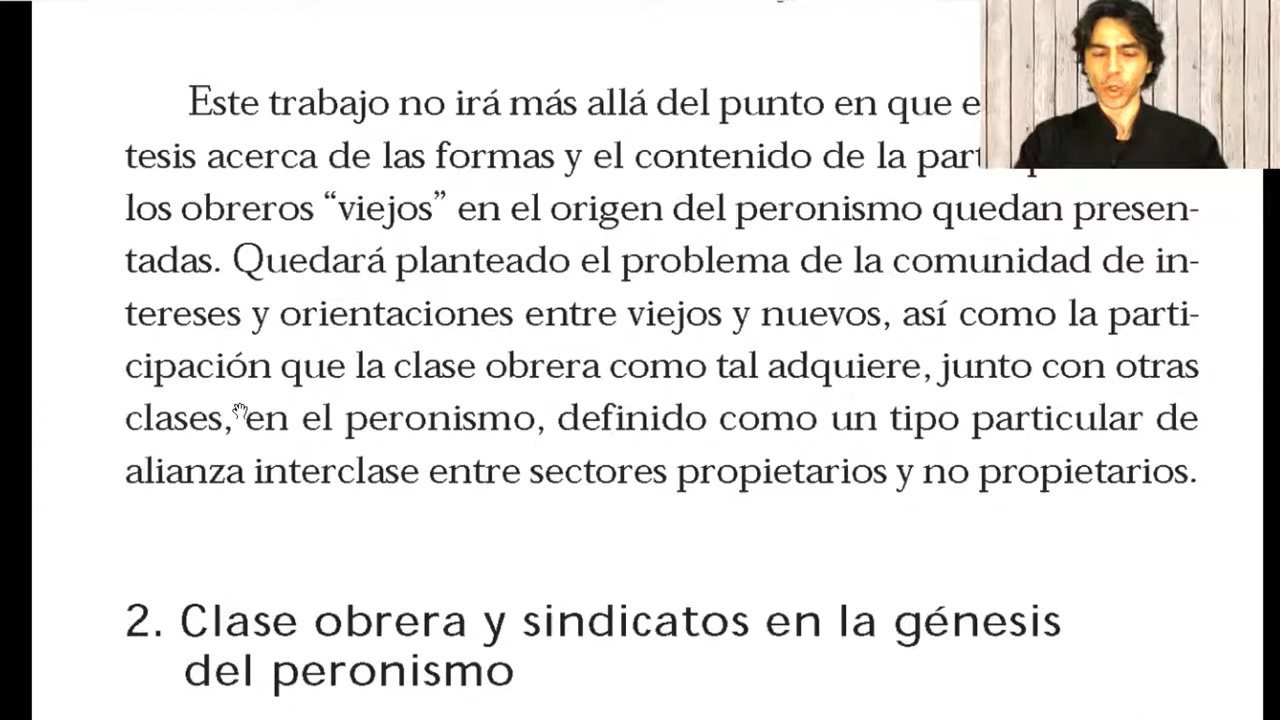 Este trabajo no irá más allá del punto en que
tesis acerca de las formas y el contenido de la
los obreros “viejos” en el origen del peronismo quedan presen-
tadas. Quedará planteado el problema de la comunidad de in-
tereses y orientaciones entre viejos y nuevos, así como la parti-
cipación que la clase obrera como tal adquiere, junto con otras
clases, en el peronismo, definido como un tipo particular de
alianza interclase entre sectores propietarios y no propietarios.
2. Clase obrera y sindicatos en la génesis
del peronismo